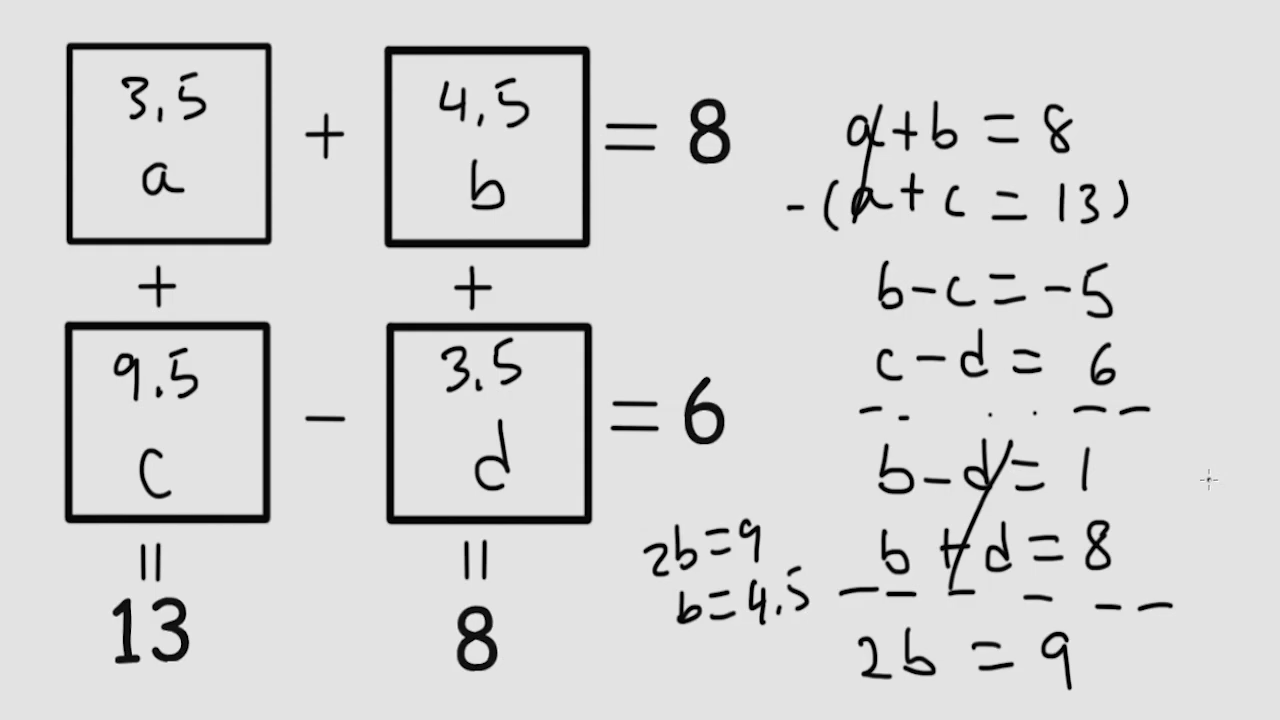 3.5 4.5
a + b = 8
+ +
9.5 3.5
c - d = 6
= =
13 8
a + b = 8
- (a + c = 13)
b - c = -5
c - d = 6
b - d = 1
b + d = 8
2b = 9
2b = 9
b = 4.5